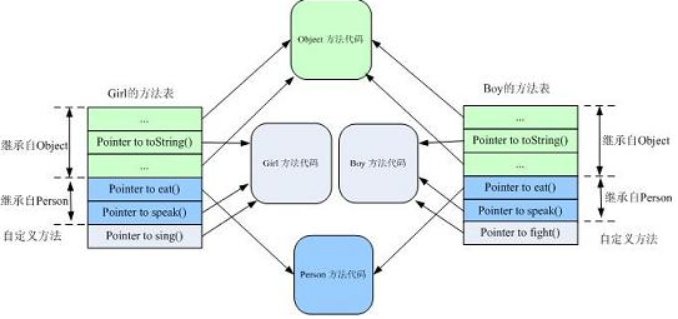 Object 方法代码
Girl的方法表
Boy的方法表
...
Pointer to toString()
...
Pointer to eat()
Pointer to speak()
Pointer to sing()
继承自Object
继承自Person
自定义方法
Girl 方法代码
Boy 方法代码
Person 方法代码
...
Pointer to toString()
...
Pointer to eat()
Pointer to speak()
Pointer to fight()
继承自Object
继承自Person
自定义方法